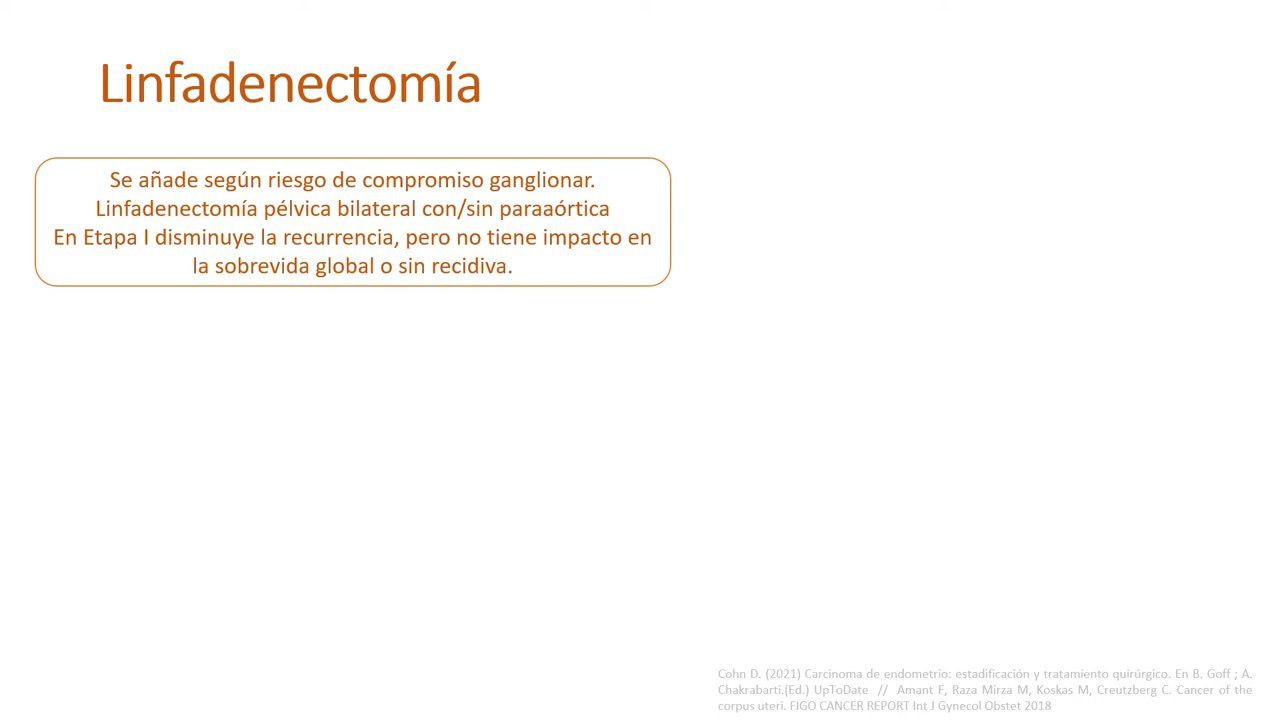 Linfadenectomía
Se añade según riesgo de compromiso ganglionar.
Linfadenectomía pélvica bilateral con/sin paraaórtica
En Etapa I disminuye la recurrencia, pero no tiene impacto en
la sobrevida global o sin recidiva.
Cohn D. (2021) Carcinoma de endometrio: estadificación y tratamiento quirúrgico. En B. Goff ; A.
Chakrabarti.(Ed.) UpToDate // Amant F, Raza Mirza M, Koskas M, Creutzberg C. Cancer of the
corpus uteri. FIGO CANCER REPORT Int J Gynecol Obstet 2018